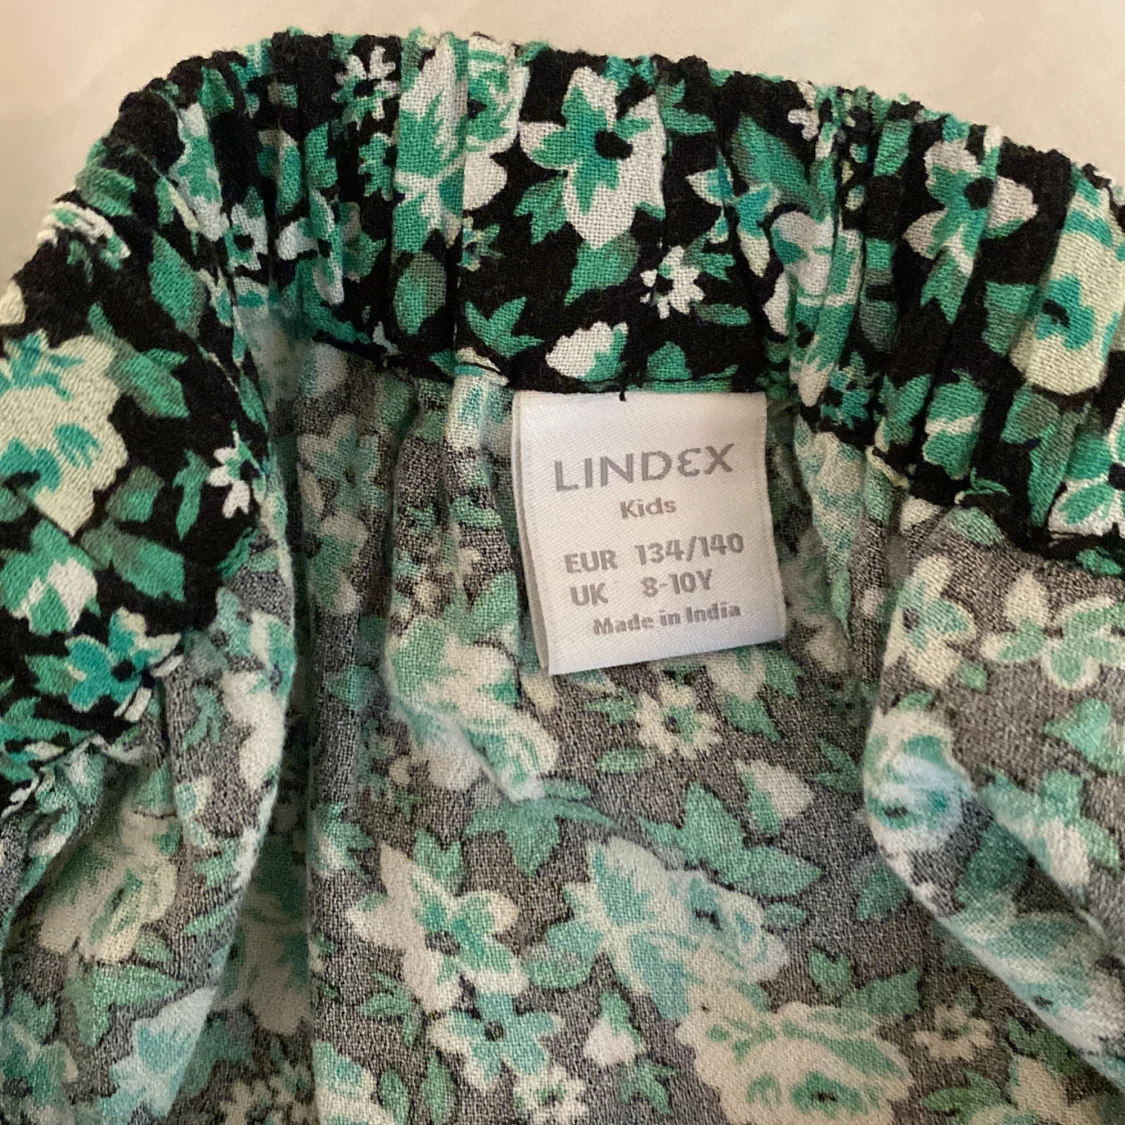 LINDEX
Kids
EUR 134/140
UK 8-10Y
Made in India